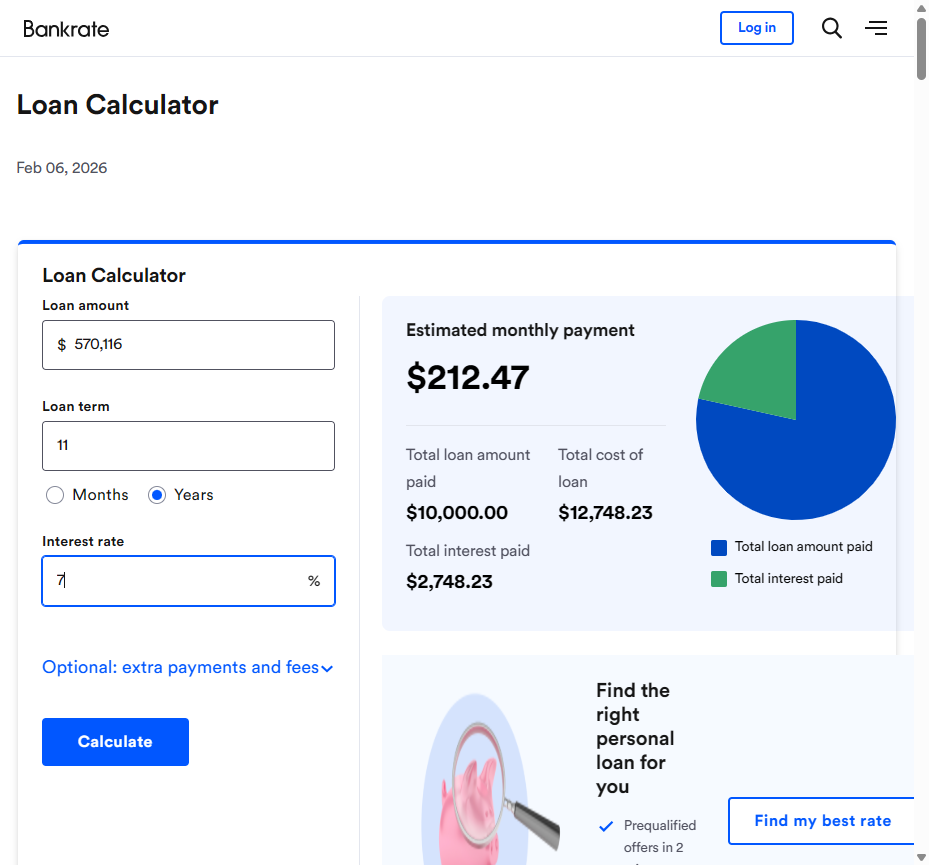 Bankrate
Log in
Loan Calculator
Feb 06, 2026
Loan Calculator
Loan amount
$ 570,116
Loan term
11
Months
Years
Interest rate
7
%
Optional: extra payments and fees
Calculate
Estimated monthly payment
$212.47
Total loan amount
paid
$10,000.00
Total cost of
loan
$12,748.23
Total interest paid
$2,748.23
Total loan amount paid
Total interest paid
Find the
right
personal
loan for
you
Prequalified
offers in 2
Find my best rate